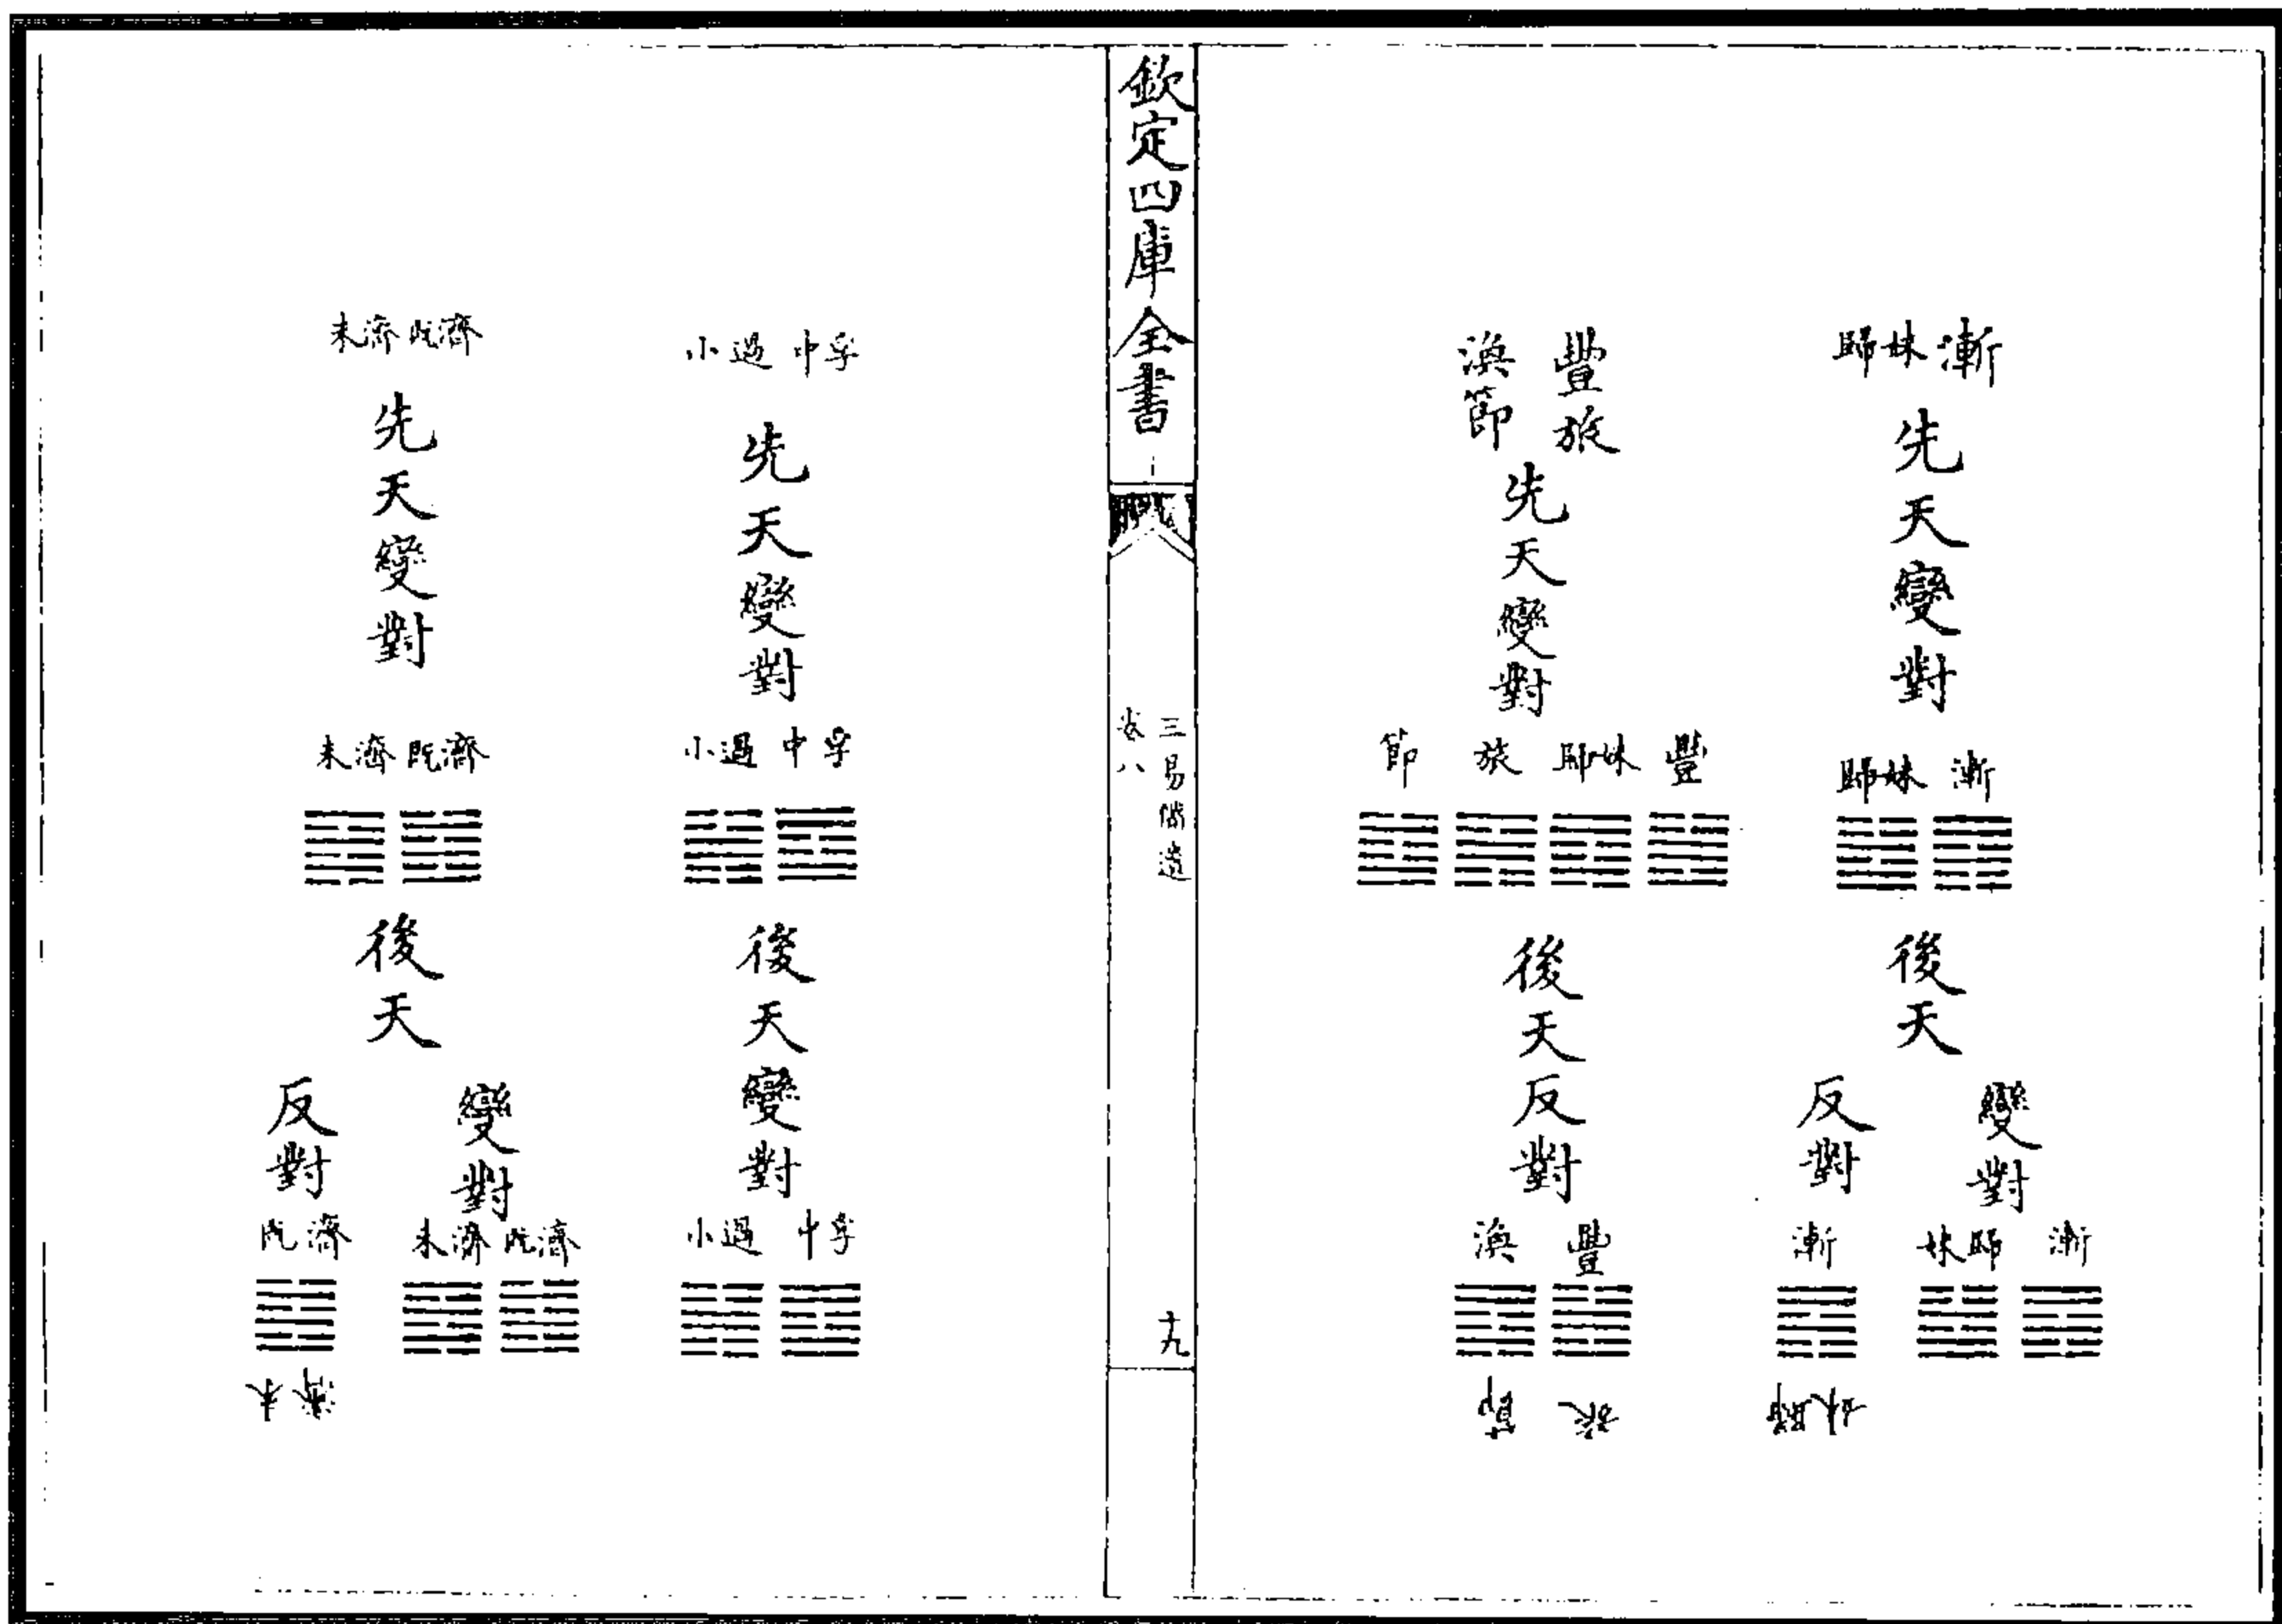 漸 歸妹
先天變對
漸 歸妹
後天
變對
漸 歸妹
反對
漸
歸妹
豐旅
渙節
先天變對
豐 歸妹 旅 節
後天反對
豐 渙
旅 節
欽定四庫全書
三易備遺
卷八
十九
中孚 小過
先天變對
中孚 小過
後天變對
中孚 小過
既濟 未濟
先天變對
既濟 未濟
後天
變對
既濟 未濟
反對
既濟
未濟